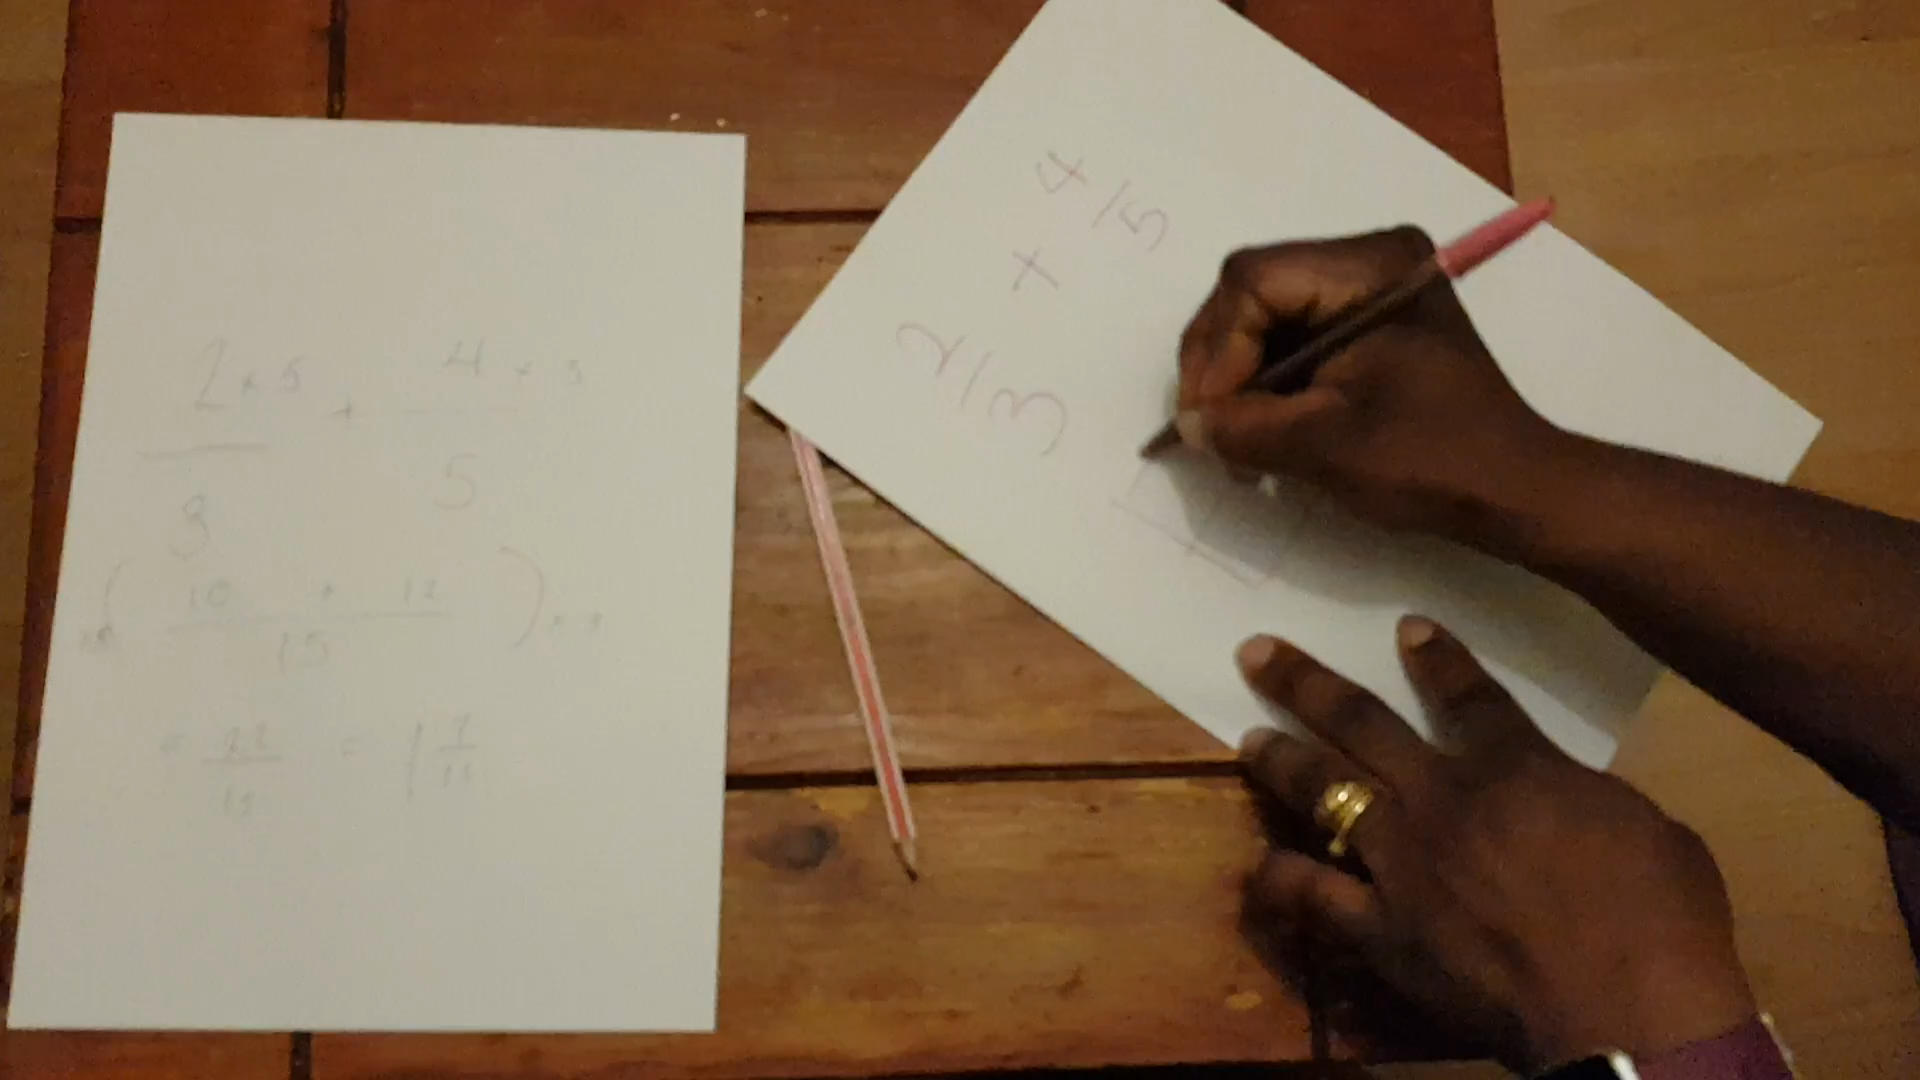 2 × 5 + 4 × 3
3 5
( 10 + 12 )
15
= 22 = 1 7
15 15
2/3 + 4/5